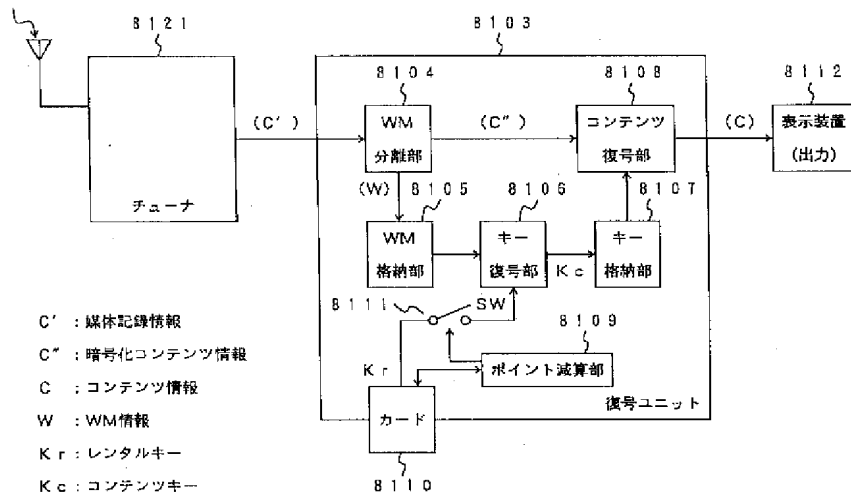 8121
8103
8104
8108
8112
(C')
WM
分離部
(C")
コンテンツ
復号部
(C)
表示装置
(出力)
(W)
8105
8106
8107
チューナ
WM
格納部
キー
復号部
Kc
キー
格納部
8111
SW
8109
Kr
ポイント減算部
カード
復号ユニット
8110
C':媒体記録情報
C":暗号化コンテンツ情報
C:コンテンツ情報
W:WM情報
Kr:レンタルキー
Kc:コンテンツキー